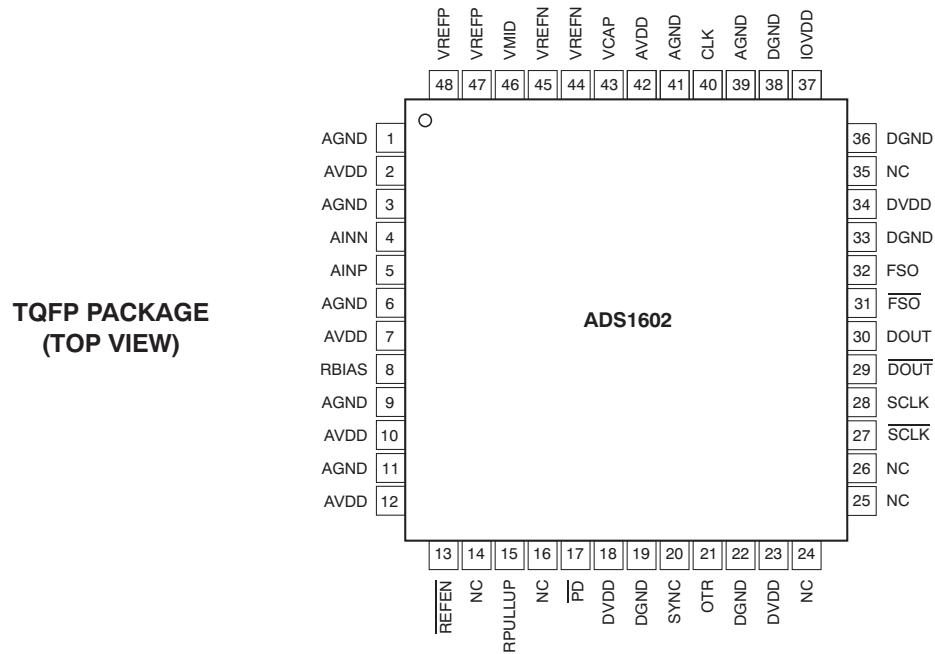 VREFP
VREFP
VMID
VREFN
VREFN
VCAP
AVDD
AGND
CLK
AGND
DGND
IOVDD
48 47 46 45 44 43 42 41 40 39 38 37
AGND 1
AVDD 2
AGND 3
AINN 4
AINP 5
AGND 6
AVDD 7
RBIAS 8
AGND 9
AVDD 10
AGND 11
AVDD 12
TQFP PACKAGE
(TOP VIEW)
ADS1602
36 DGND
35 NC
34 DVDD
33 DGND
32 FSO
31 F̅S̅O̅
30 DOUT
29 D̅O̅U̅T̅
28 SCLK
27 S̅C̅L̅K̅
26 NC
25 NC
13 14 15 16 17 18 19 20 21 22 23 24
R̅E̅F̅E̅N̅
NC
RPULLUP
NC
P̅D̅
DVDD
DGND
SYNC
OTR
DGND
DVDD
NC